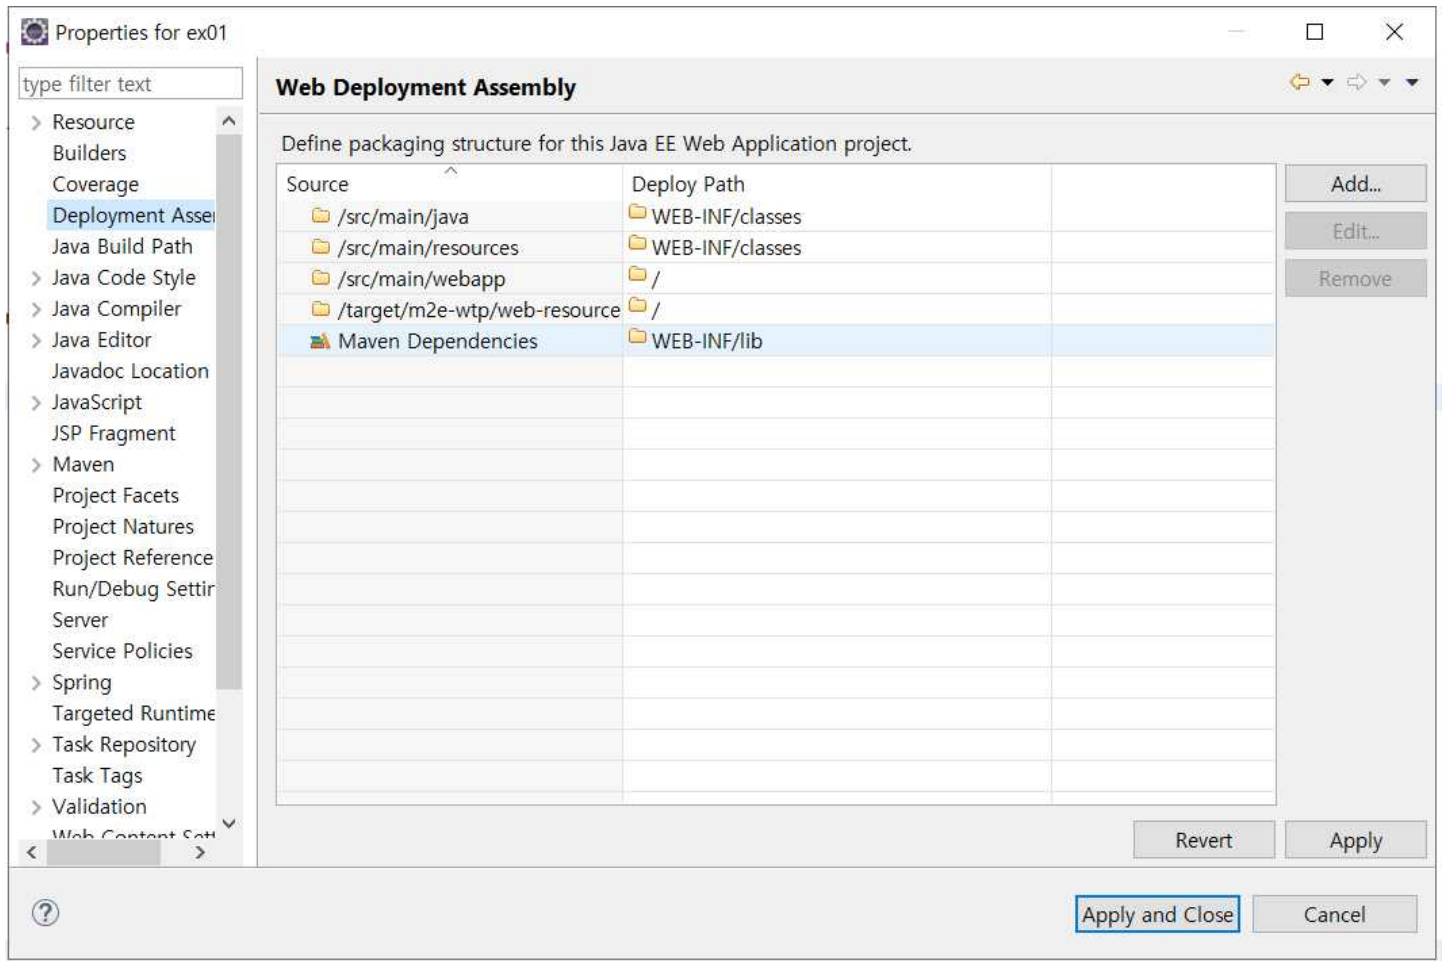 Properties for ex01
type filter text
Resource
Builders
Coverage
Deployment Asse
Java Build Path
Java Code Style
Java Compiler
Java Editor
Javadoc Location
JavaScript
JSP Fragment
Maven
Project Facets
Project Natures
Project Reference
Run/Debug Settin
Server
Service Policies
Spring
Targeted Runtime
Task Repository
Task Tags
Validation
Web Content Sett
Web Deployment Assembly
Define packaging structure for this Java EE Web Application project.
Source Deploy Path
/src/main/java WEB-INF/classes
/src/main/resources WEB-INF/classes
/src/main/webapp /
/target/m2e-wtp/web-resource /
Maven Dependencies WEB-INF/lib
Add...
Edit...
Remove
Revert Apply
? Apply and Close Cancel